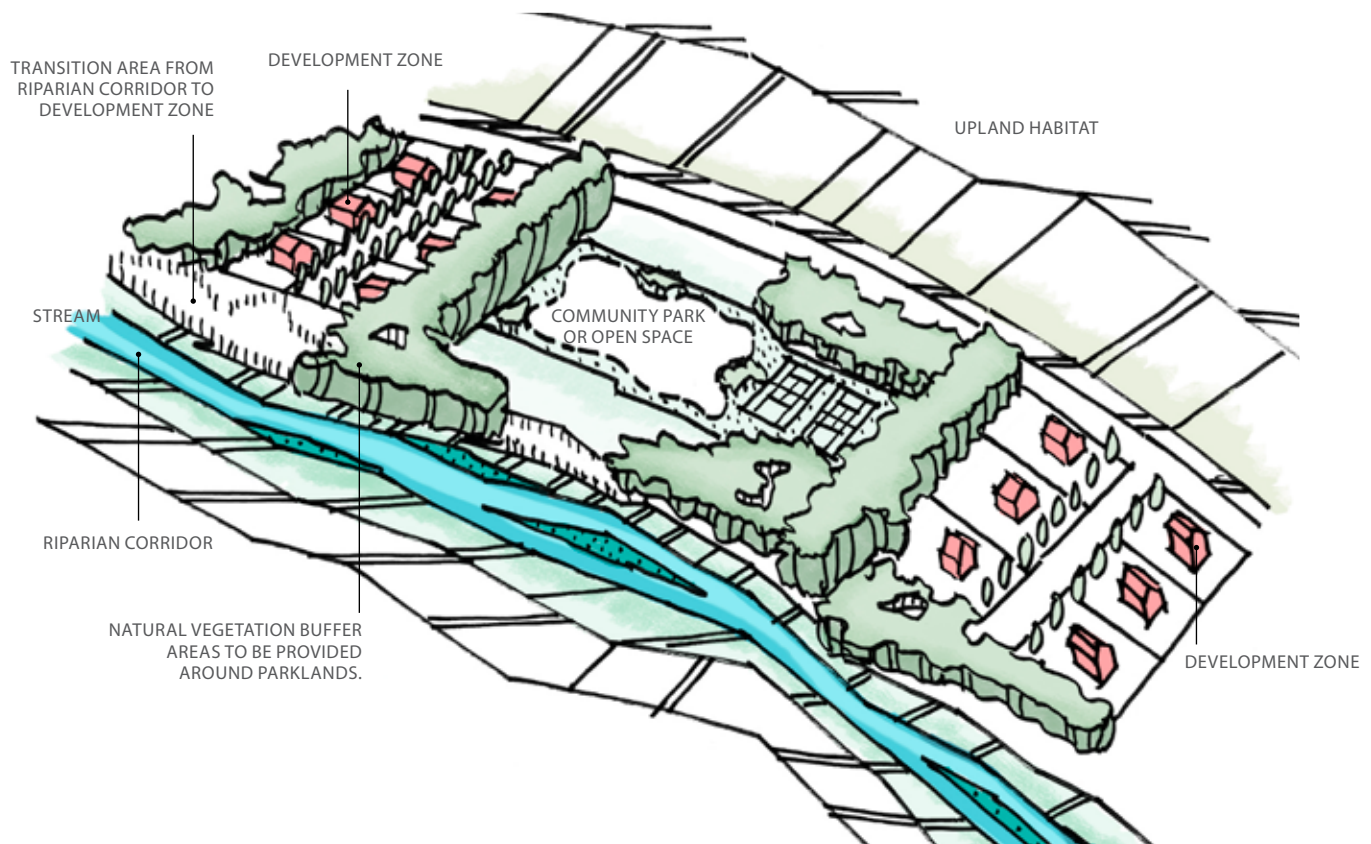 DEVELOPMENT ZONE
TRANSITION AREA FROM
RIPARIAN CORRIDOR TO
DEVELOPMENT ZONE
UPLAND HABITAT
STREAM
COMMUNITY PARK
OR OPEN SPACE
RIPARIAN CORRIDOR
NATURAL VEGETATION BUFFER
AREAS TO BE PROVIDED
AROUND PARKLANDS.
DEVELOPMENT ZONE